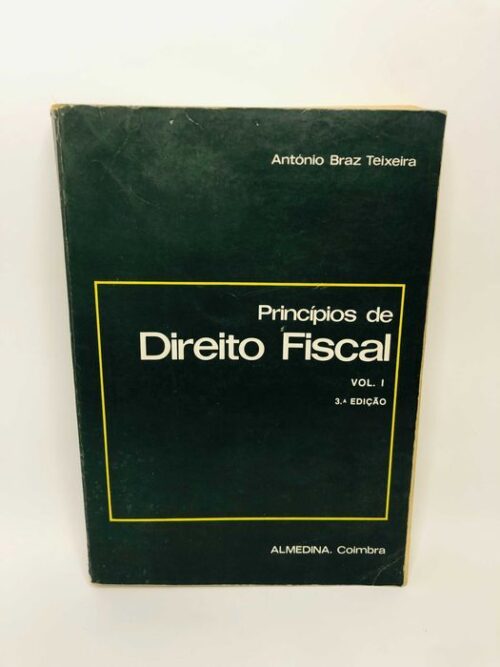 António Braz Teixeira
Princípios de
Direito Fiscal
VOL. I
3.ª EDIÇÃO
ALMEDINA. Coimbra